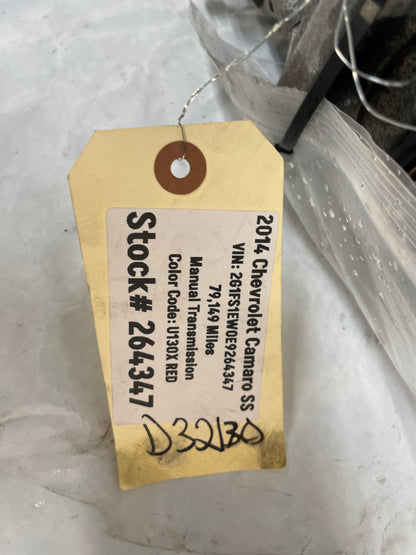 2014 Chevrolet Camaro SS
VIN: 2G1FS1EW0E9264347
79,149 Miles
Manual Transmission
Color Code: U130X RED
Stock# 264347
D32130